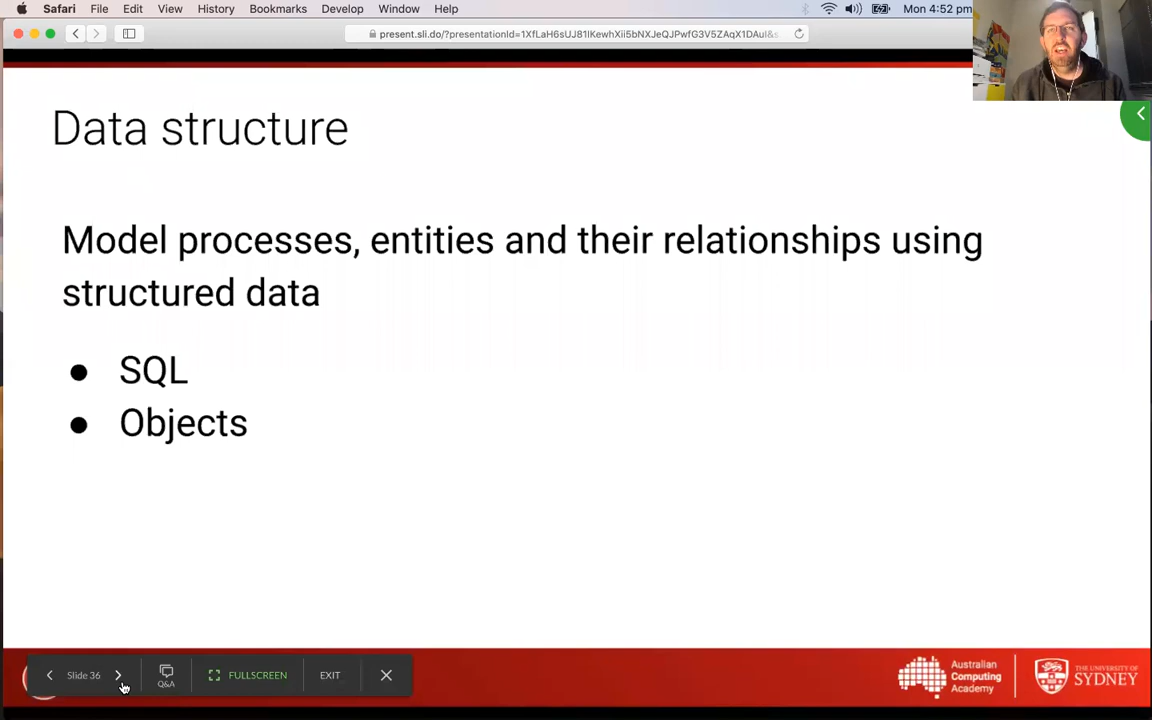 Safari File Edit View History Bookmarks Develop Window Help Mon 4:52 pm
present.sli.do/?presentationId=1XfLaH6sUJ81IKewhXii5bNXJeQJPwfG3V5ZAqX1DAuI&s
Data structure
Model processes, entities and their relationships using
structured data
● SQL
● Objects
Slide 36
Q&A
FULLSCREEN
EXIT
Australian
Computing
Academy
THE UNIVERSITY OF
SYDNEY